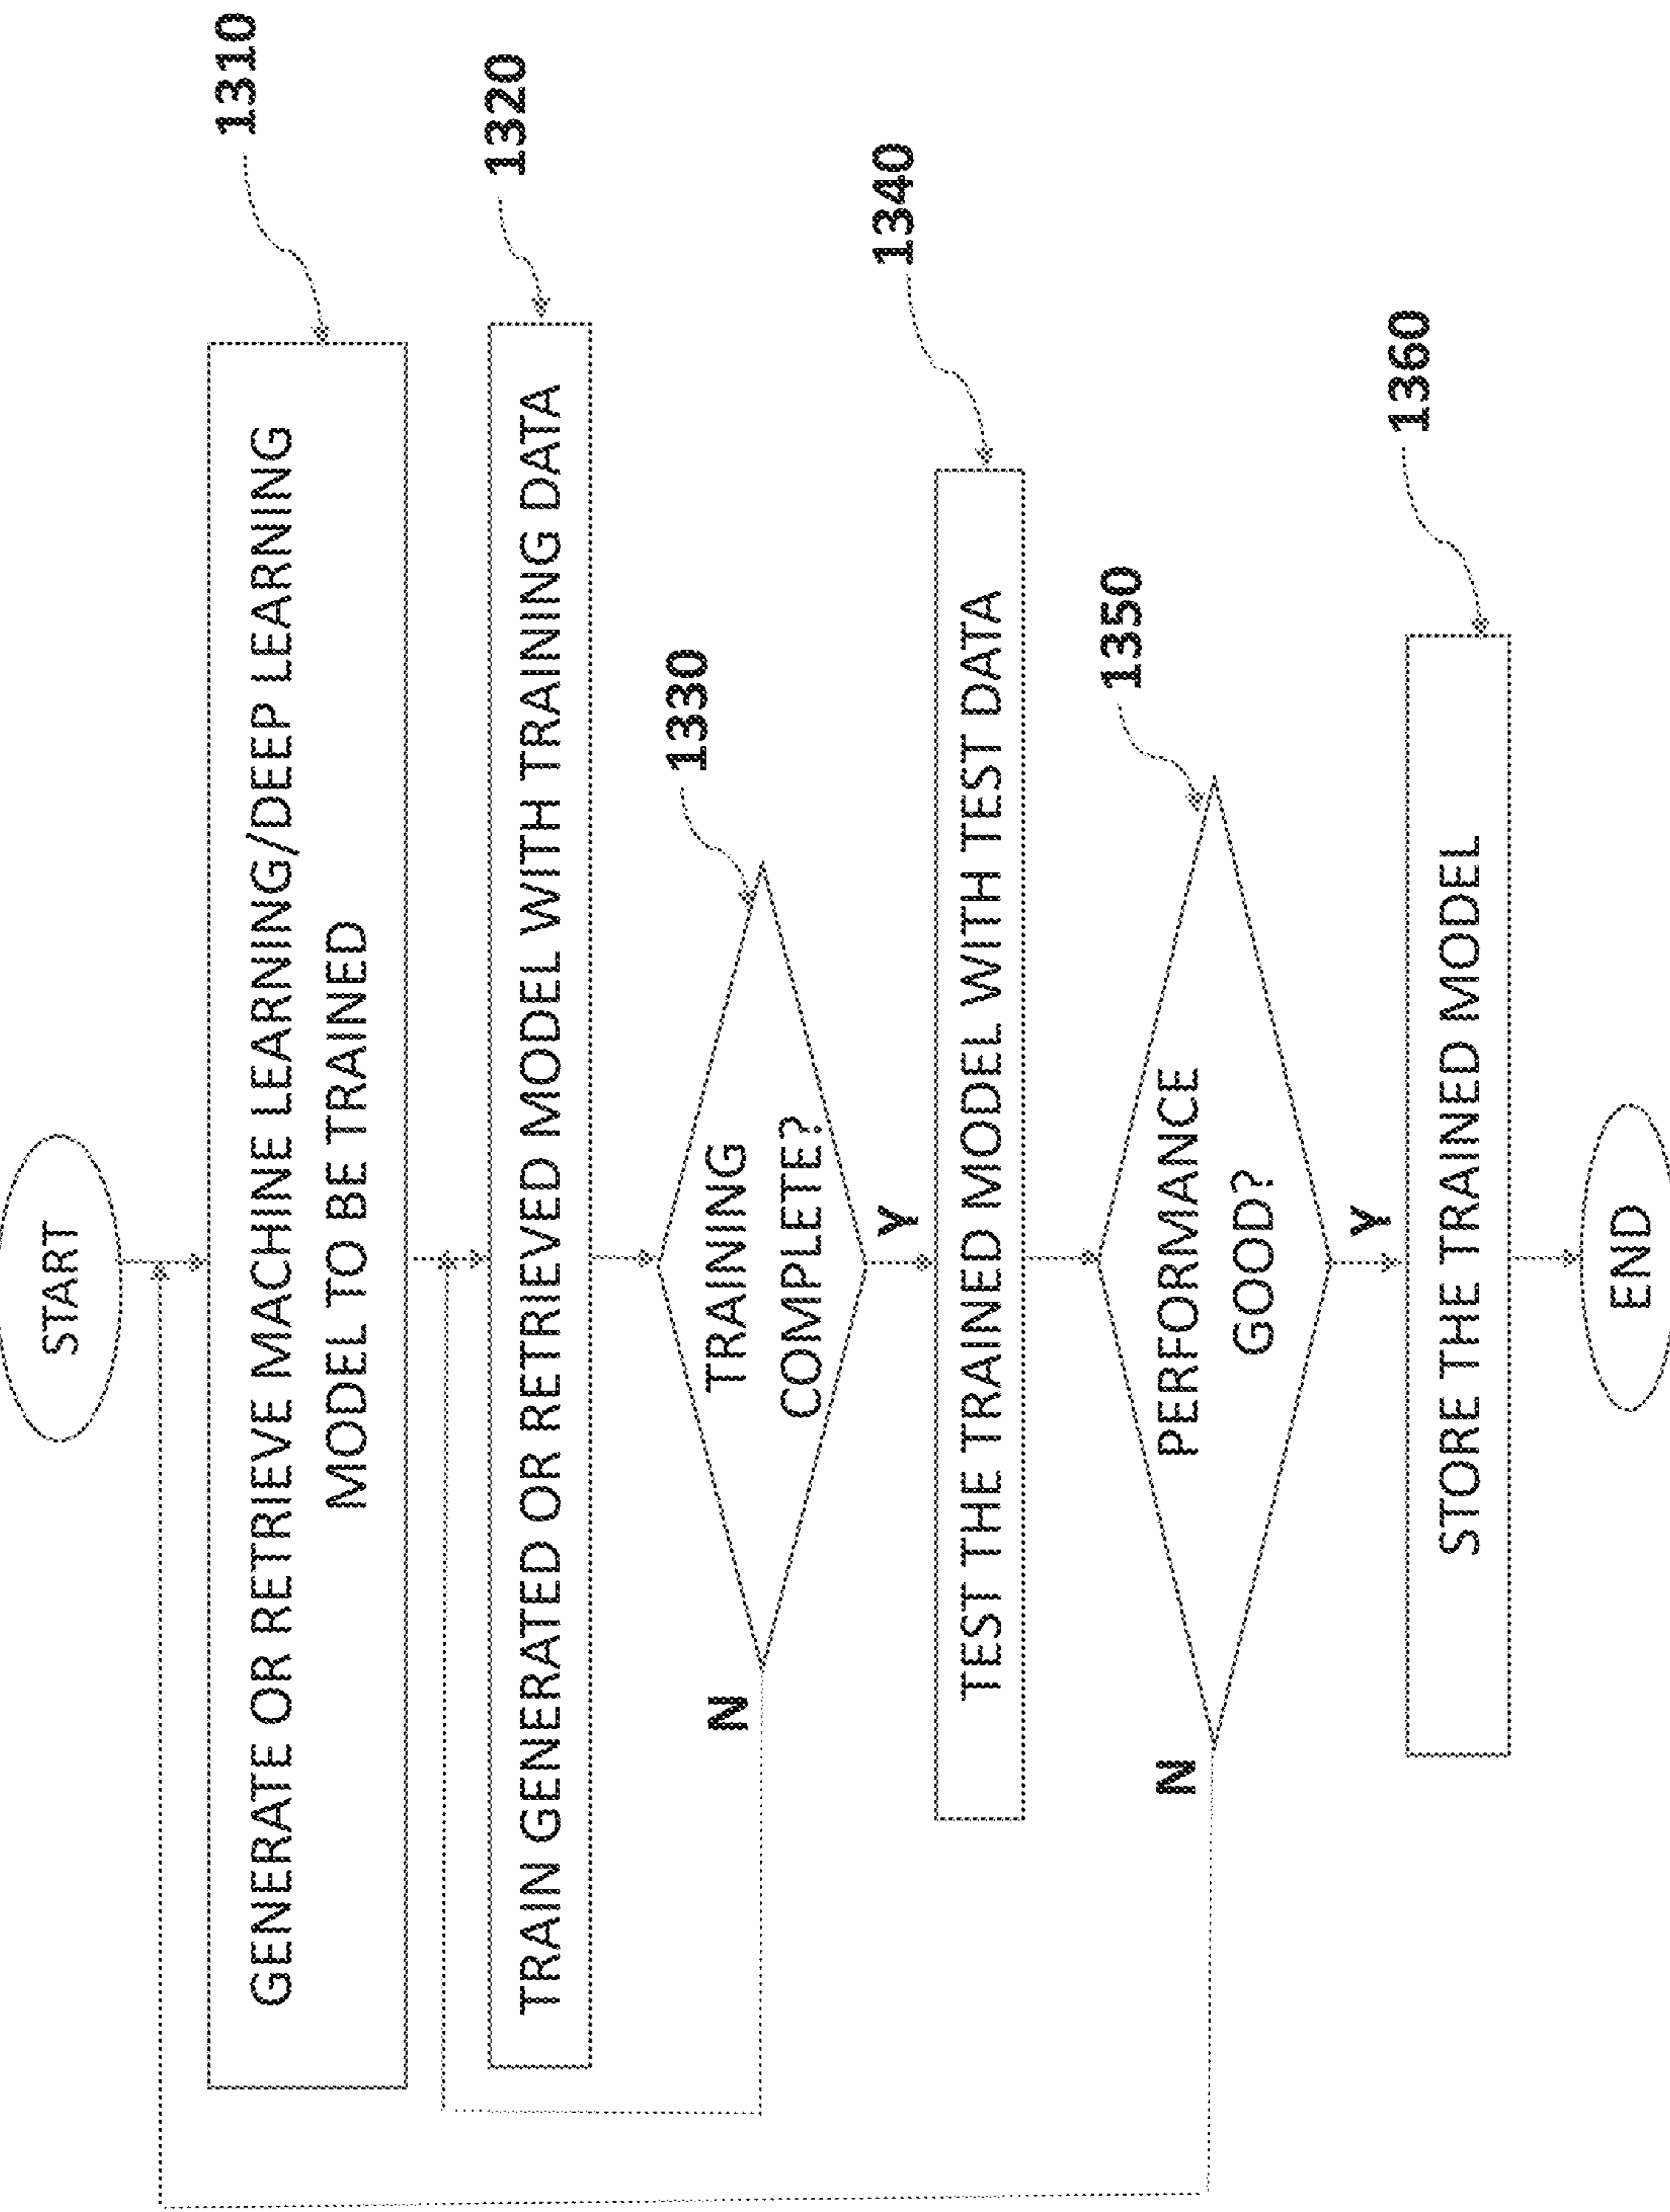 START
1310
GENERATE OR RETRIEVE MACHINE LEARNING/DEEP LEARNING
MODEL TO BE TRAINED
1320
TRAIN GENERATED OR RETRIEVED MODEL WITH TRAINING DATA
1330
TRAINING
COMPLETE?
N
Y
1340
TEST THE TRAINED MODEL WITH TEST DATA
1350
PERFORMANCE
GOOD?
N
Y
1360
STORE THE TRAINED MODEL
END